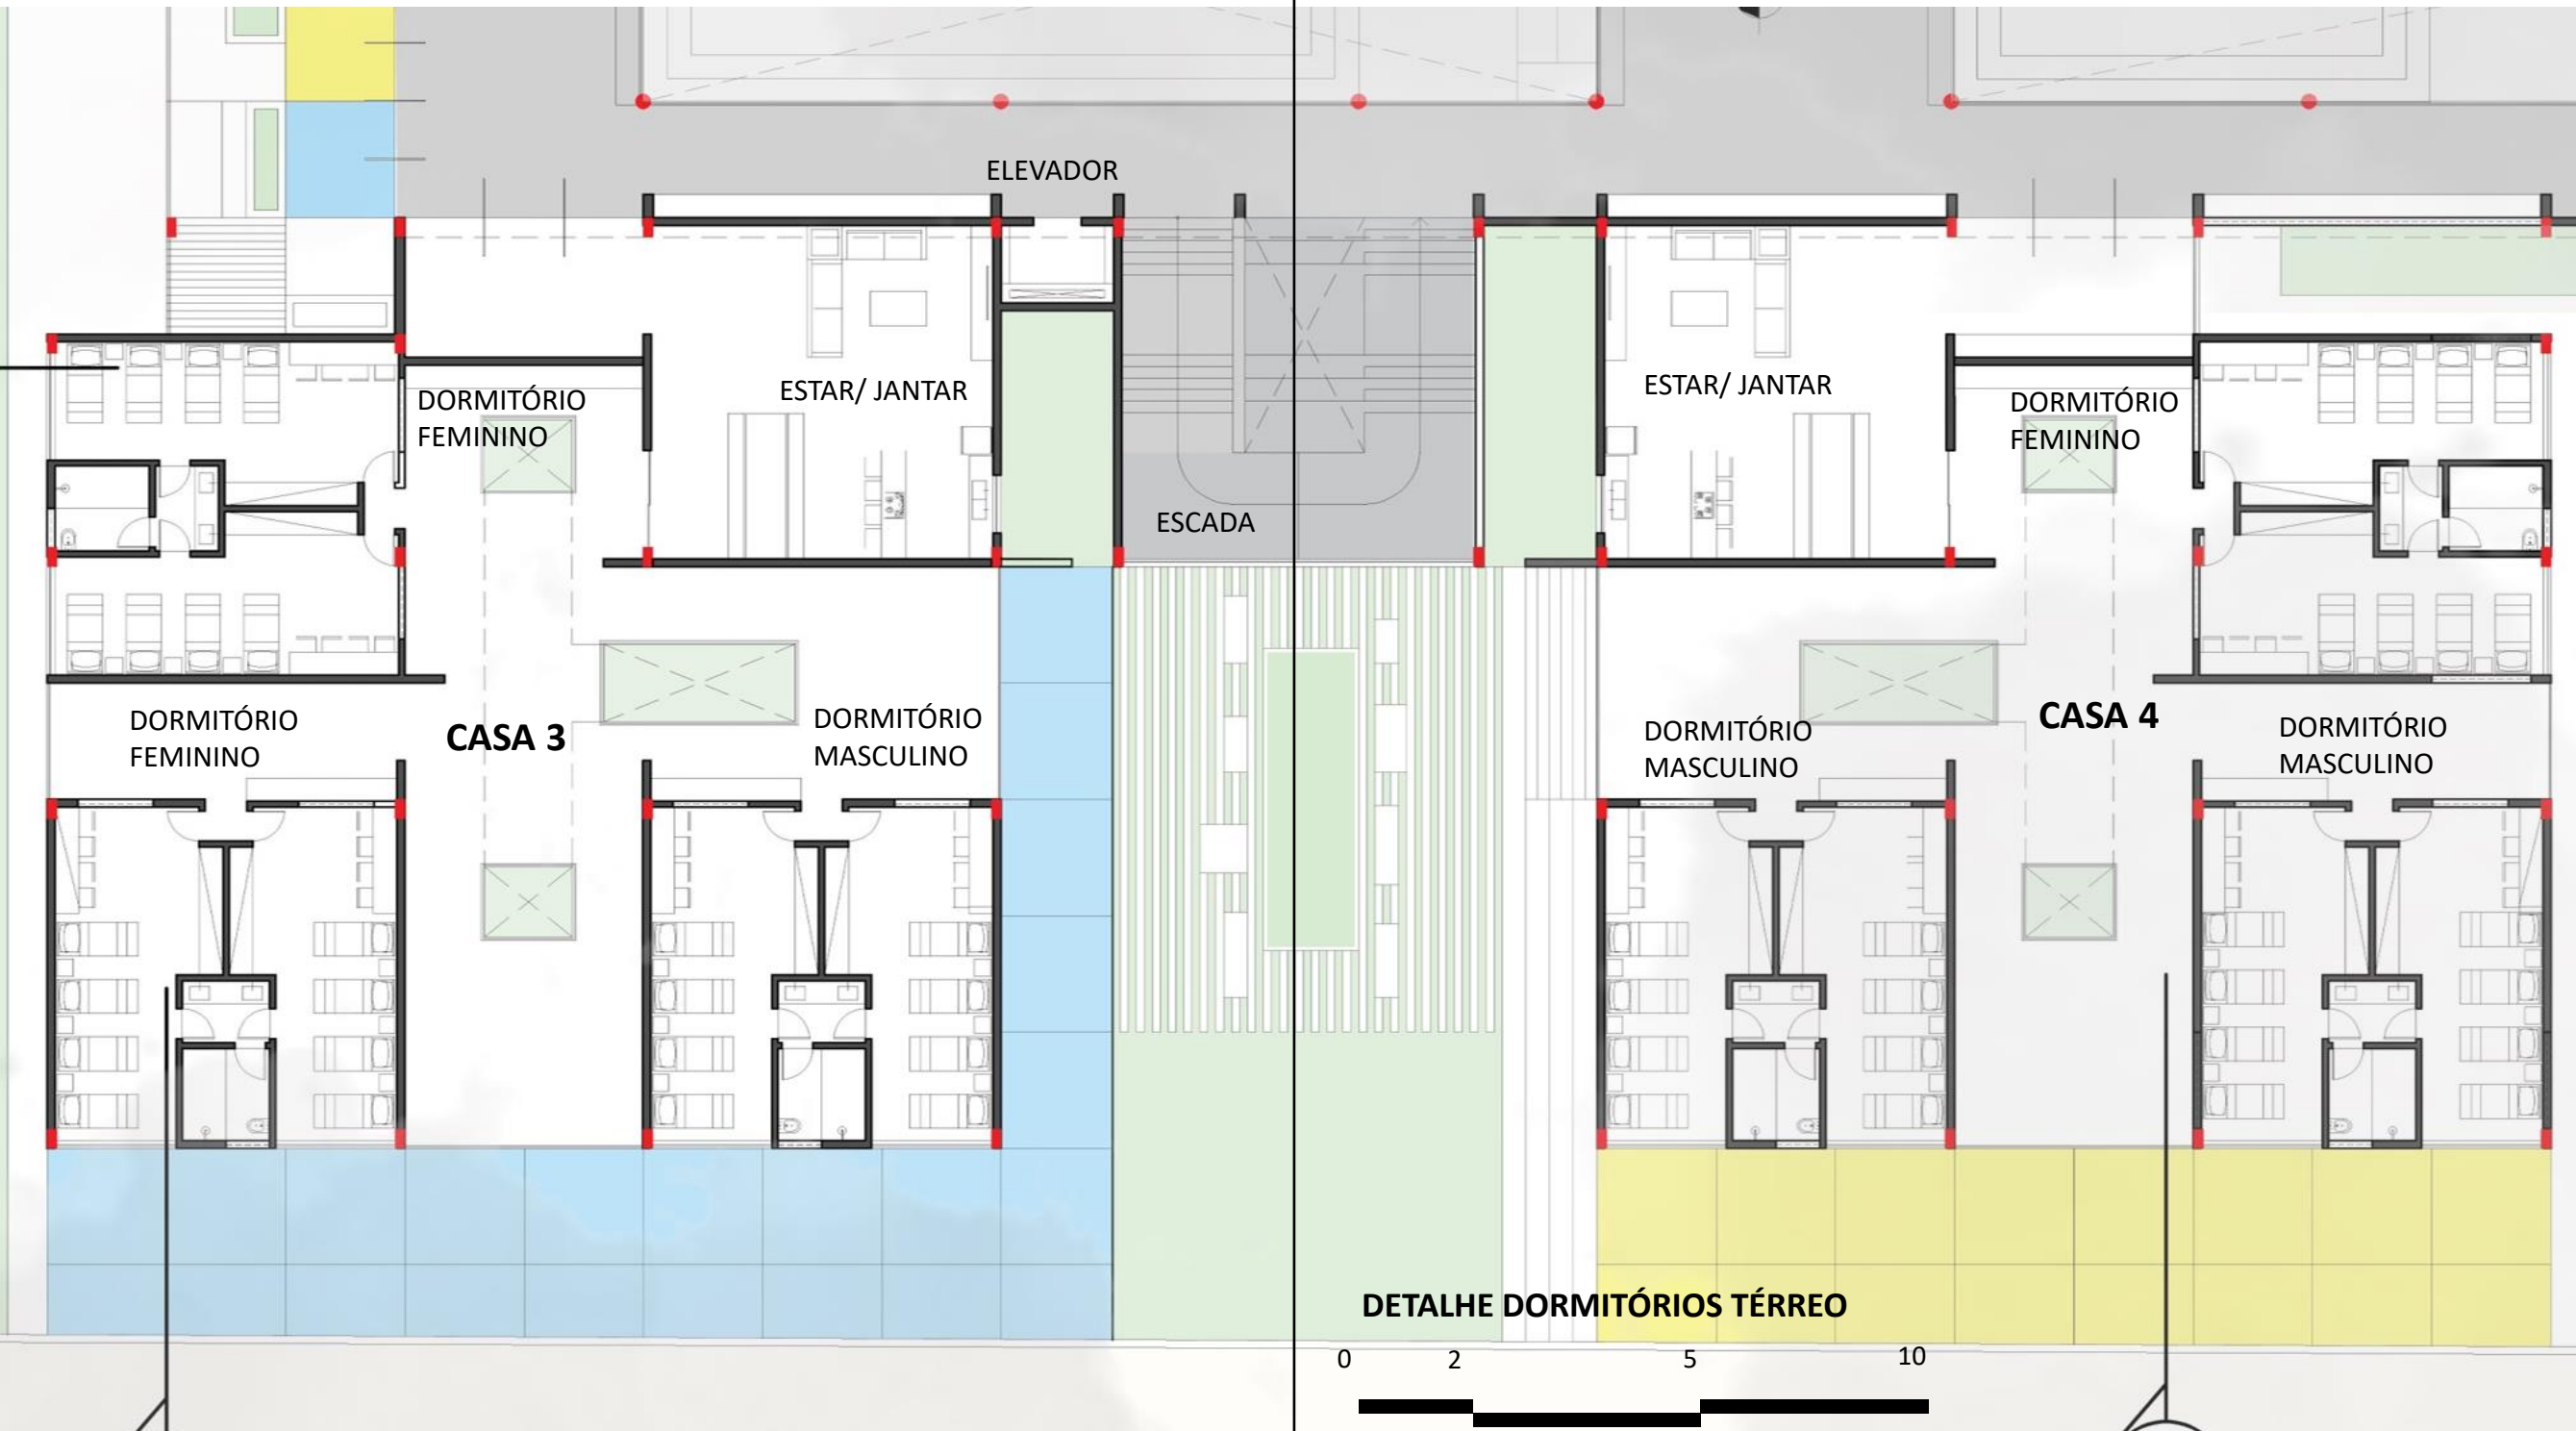 ELEVADOR
ESTAR/ JANTAR
ESTAR/ JANTAR
DORMITÓRIO
FEMININO
DORMITÓRIO
FEMININO
ESCADA
DORMITÓRIO
FEMININO
CASA 3
DORMITÓRIO
MASCULINO
DORMITÓRIO
MASCULINO
CASA 4
DORMITÓRIO
MASCULINO
DETALHE DORMITÓRIOS TÉRREO
0 2 5 10